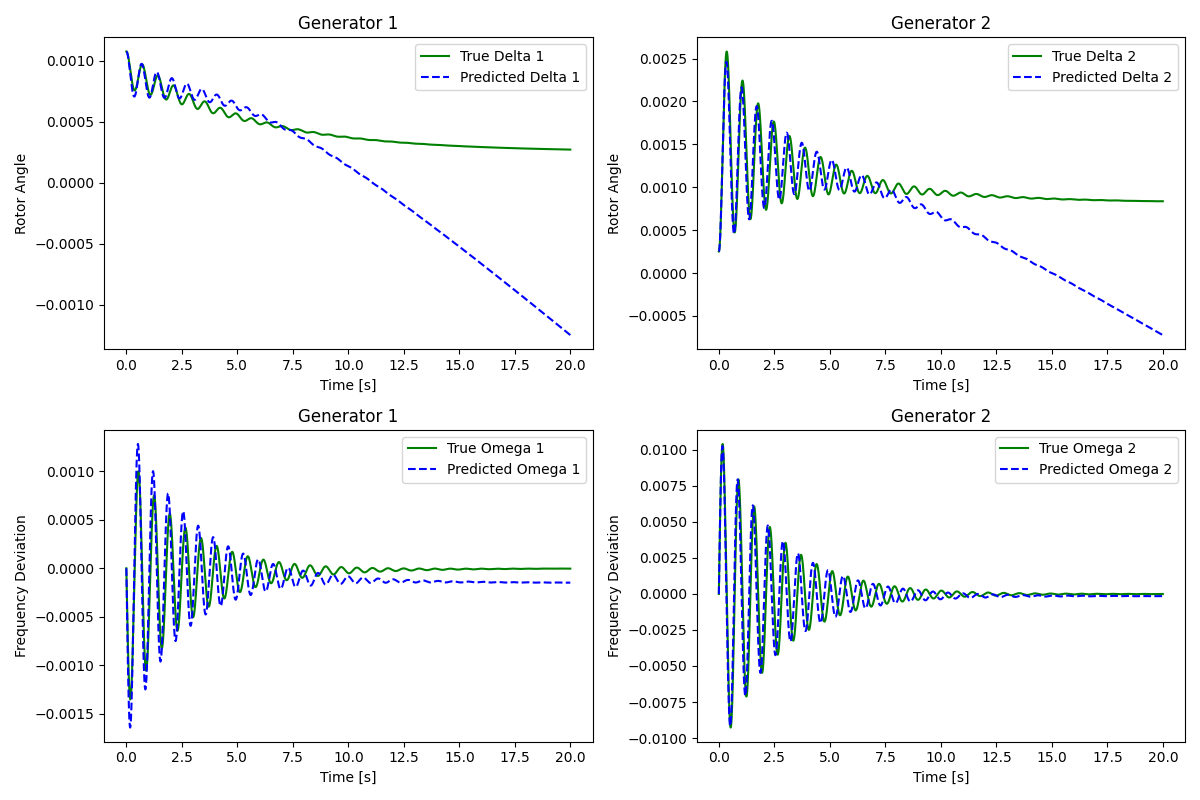 Generator 1
True Delta 1
Predicted Delta 1
Rotor Angle
0.0010
0.0005
0.0000
−0.0005
−0.0010
0.0 2.5 5.0 7.5 10.0 12.5 15.0 17.5 20.0
Time [s]
Generator 2
True Delta 2
Predicted Delta 2
Rotor Angle
0.0025
0.0020
0.0015
0.0010
0.0005
0.0000
−0.0005
0.0 2.5 5.0 7.5 10.0 12.5 15.0 17.5 20.0
Time [s]
Generator 1
True Omega 1
Predicted Omega 1
Frequency Deviation
0.0010
0.0005
0.0000
−0.0005
−0.0010
−0.0015
0.0 2.5 5.0 7.5 10.0 12.5 15.0 17.5 20.0
Time [s]
Generator 2
True Omega 2
Predicted Omega 2
Frequency Deviation
0.0100
0.0075
0.0050
0.0025
0.0000
−0.0025
−0.0050
−0.0075
−0.0100
0.0 2.5 5.0 7.5 10.0 12.5 15.0 17.5 20.0
Time [s]